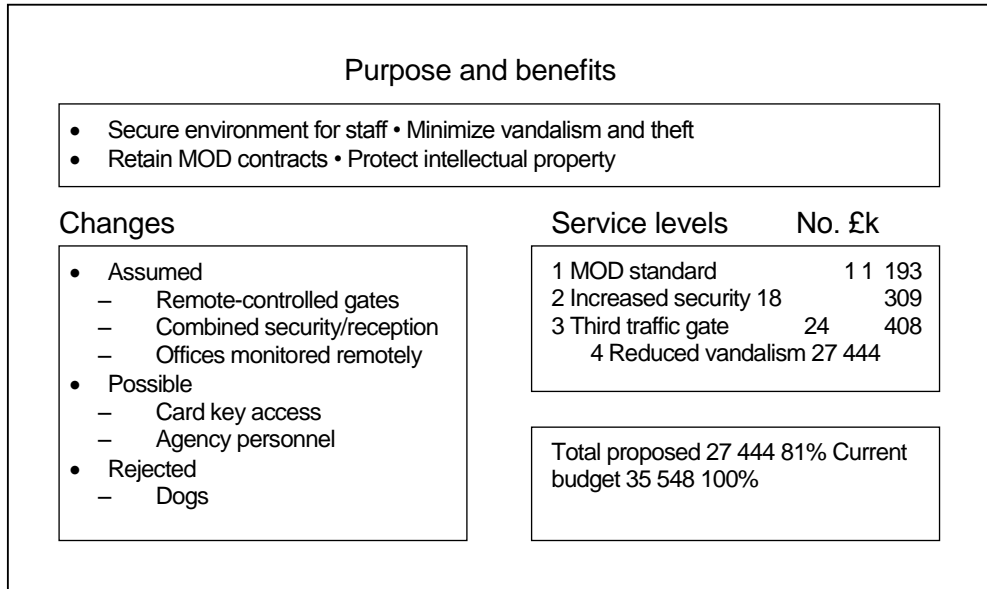 Purpose and benefits
• Secure environment for staff • Minimize vandalism and theft
• Retain MOD contracts • Protect intellectual property
Changes
• Assumed
– Remote-controlled gates
– Combined security/reception
– Offices monitored remotely
• Possible
– Card key access
– Agency personnel
• Rejected
– Dogs
Service levels No. £k
1 MOD standard 1 1 193
2 Increased security 18 309
3 Third traffic gate 24 408
4 Reduced vandalism 27 444
Total proposed 27 444 81% Current
budget 35 548 100%